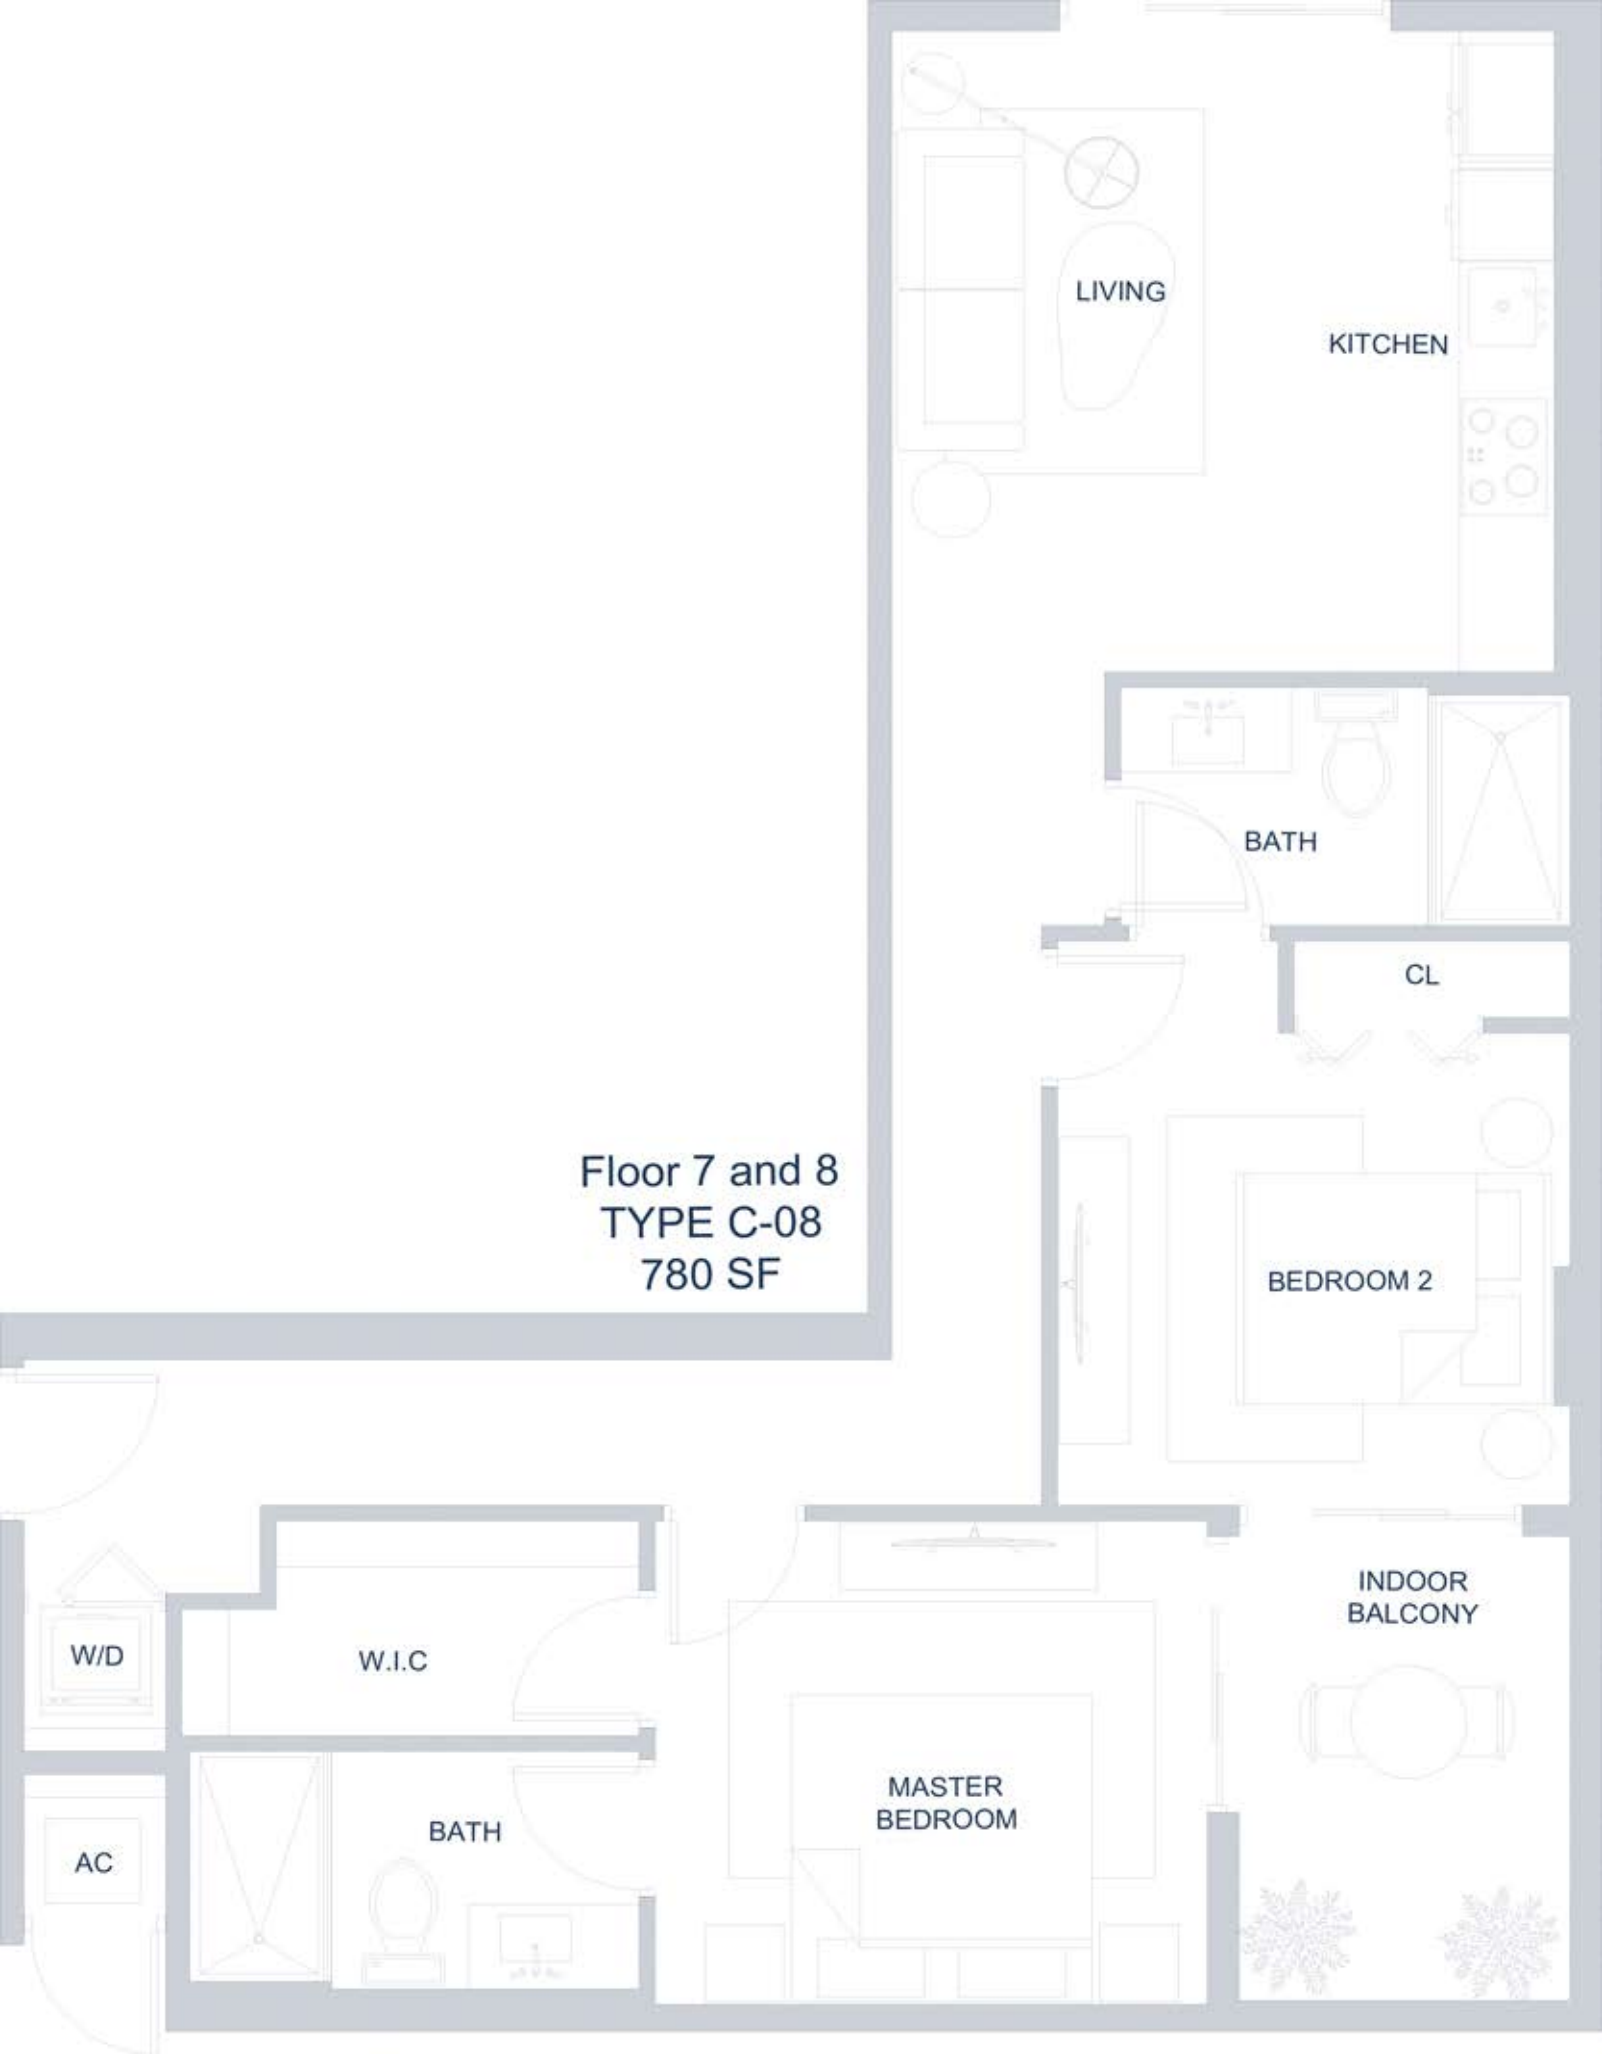 LIVING
KITCHEN
BATH
CL
Floor 7 and 8
TYPE C-08
780 SF
BEDROOM 2
INDOOR
BALCONY
W/D
W.I.C
MASTER
BEDROOM
BATH
AC